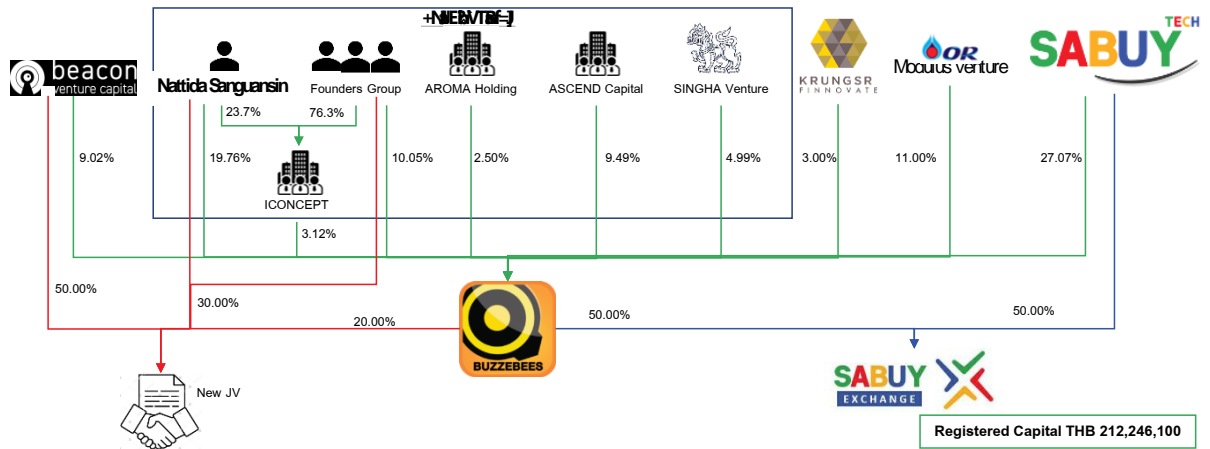 TECH
SABUY
beacon
venture capital
OR
Modulus venture
KRUNGSR
FINNOVATE
Nattida Sanguansin
Founders Group
AROMA Holding
ASCEND Capital
SINGHA Venture
23.7%
76.3%
9.02%
19.76%
10.05%
2.50%
9.49%
4.99%
3.00%
11.00%
27.07%
ICONCEPT
3.12%
50.00%
30.00%
20.00%
50.00%
50.00%
BUZZEBEES
SABUY
EXCHANGE
New JV
Registered Capital THB 212,246,100